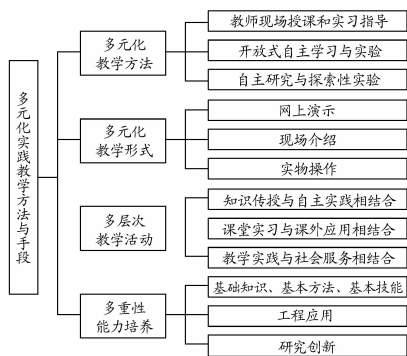 多元化实践教学方法与手段
多元化
教学方法
教师现场授课和实习指导
开放式自主学习与实验
自主研究与探索性实验
多元化
教学形式
网上演示
现场介绍
实物操作
多层次
教学活动
知识传授与自主实践相结合
课堂实习与课外应用相结合
教学实践与社会服务相结合
多重性
能力培养
基础知识、基本方法、基本技能
工程应用
研究创新